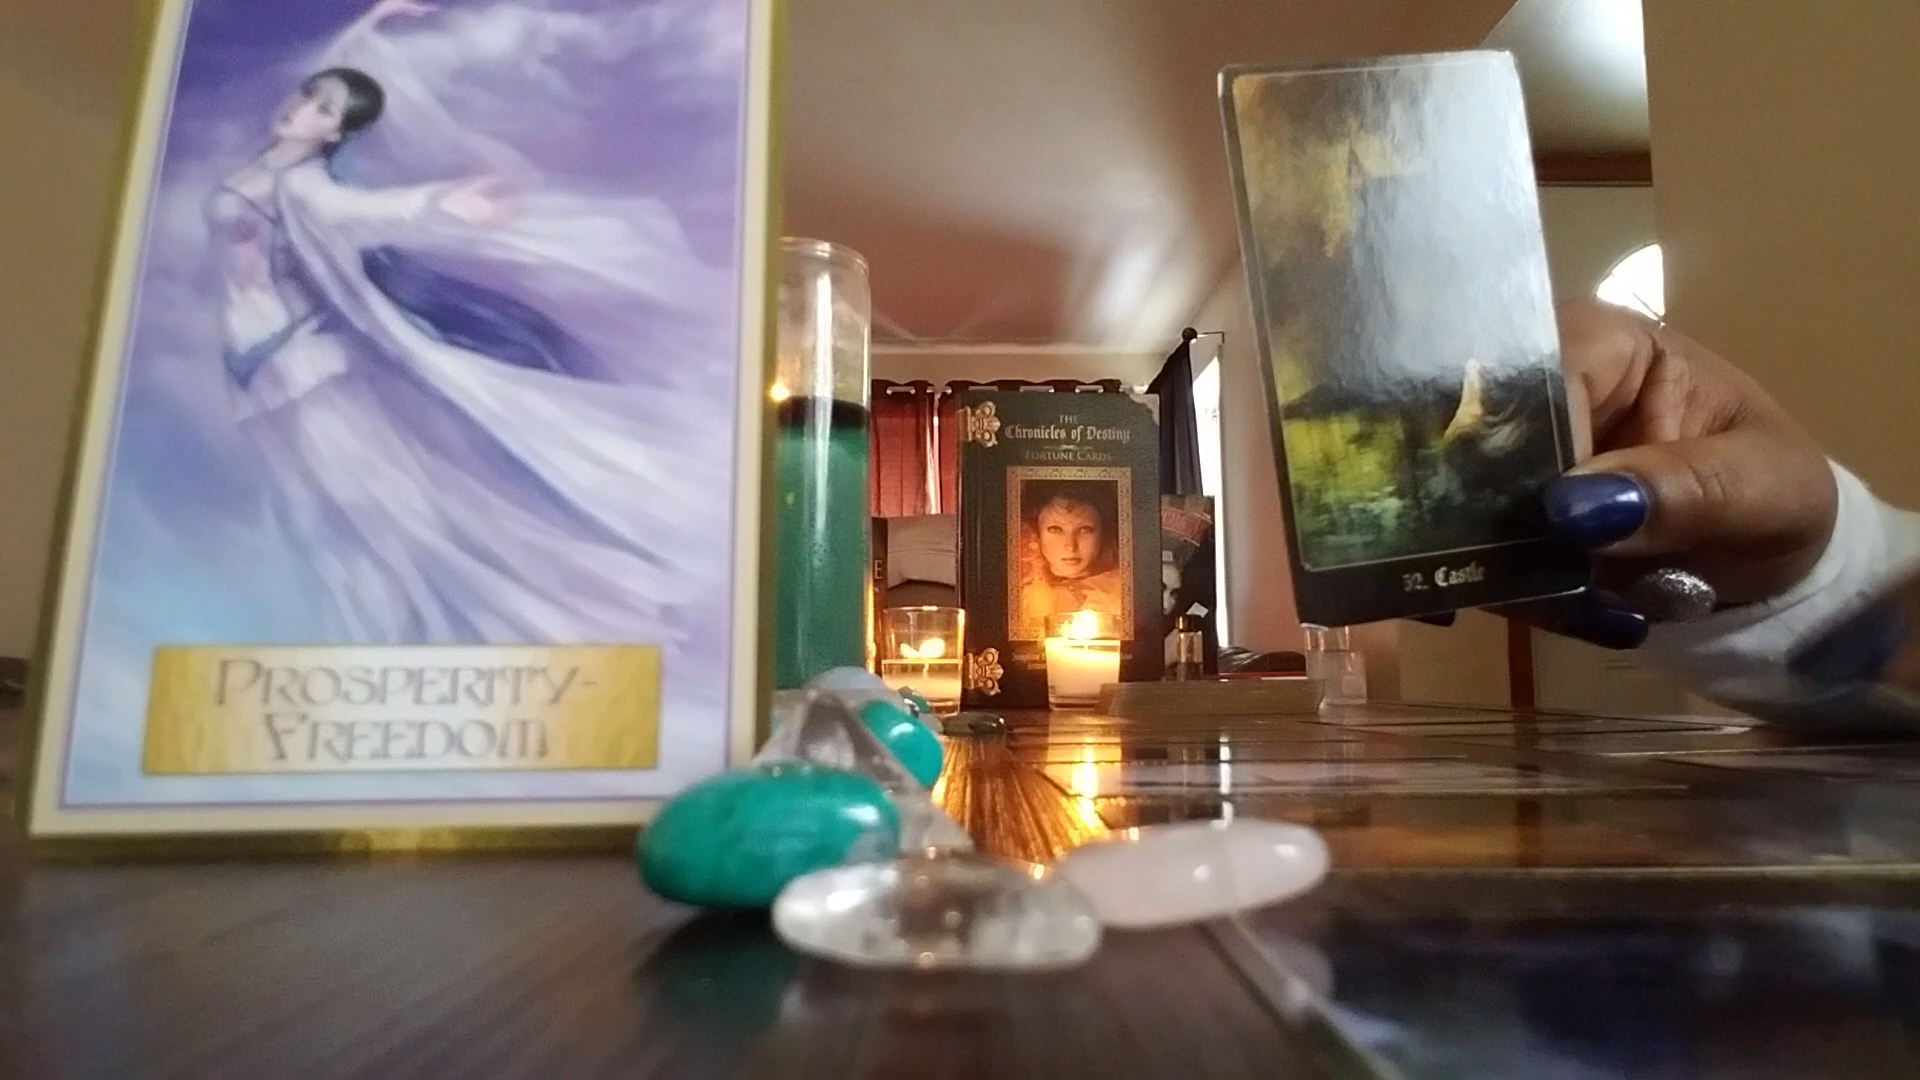 PROSPERITY-
FREEDOM
THE
Chronicles of Destiny
FORTUNE CARDS
32. Castle